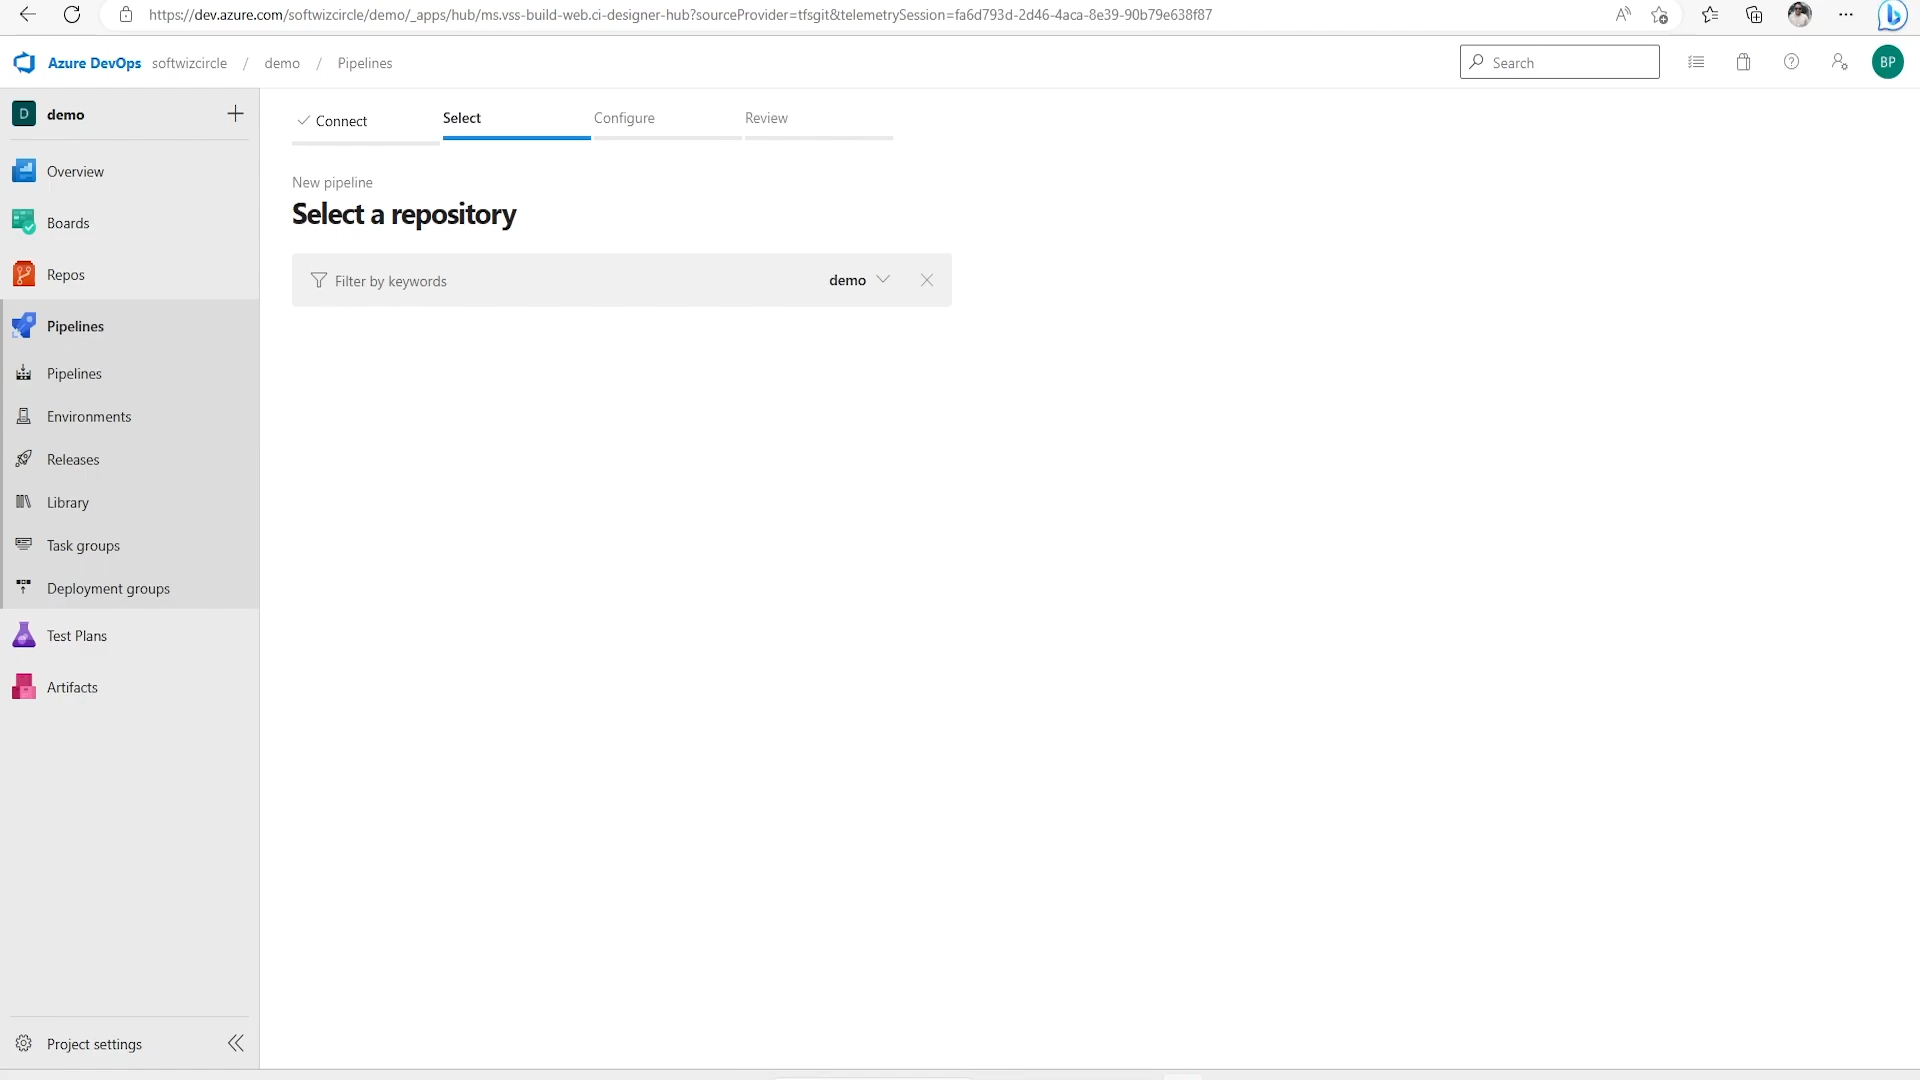 https://dev.azure.com/softwizcircle/demo/_apps/hub/ms.vss-build-web.ci-designer-hub?sourceProvider=tfsgit&telemetrySession=fa6d793d-2d46-4aca-8e39-90b79e638f87
Azure DevOps softwizcircle / demo / Pipelines
Search
BP
D demo
Connect
Select
Configure
Review
Overview
Boards
Repos
Pipelines
Pipelines
Environments
Releases
Library
Task groups
Deployment groups
Test Plans
Artifacts
Project settings
New pipeline
Select a repository
Filter by keywords
demo